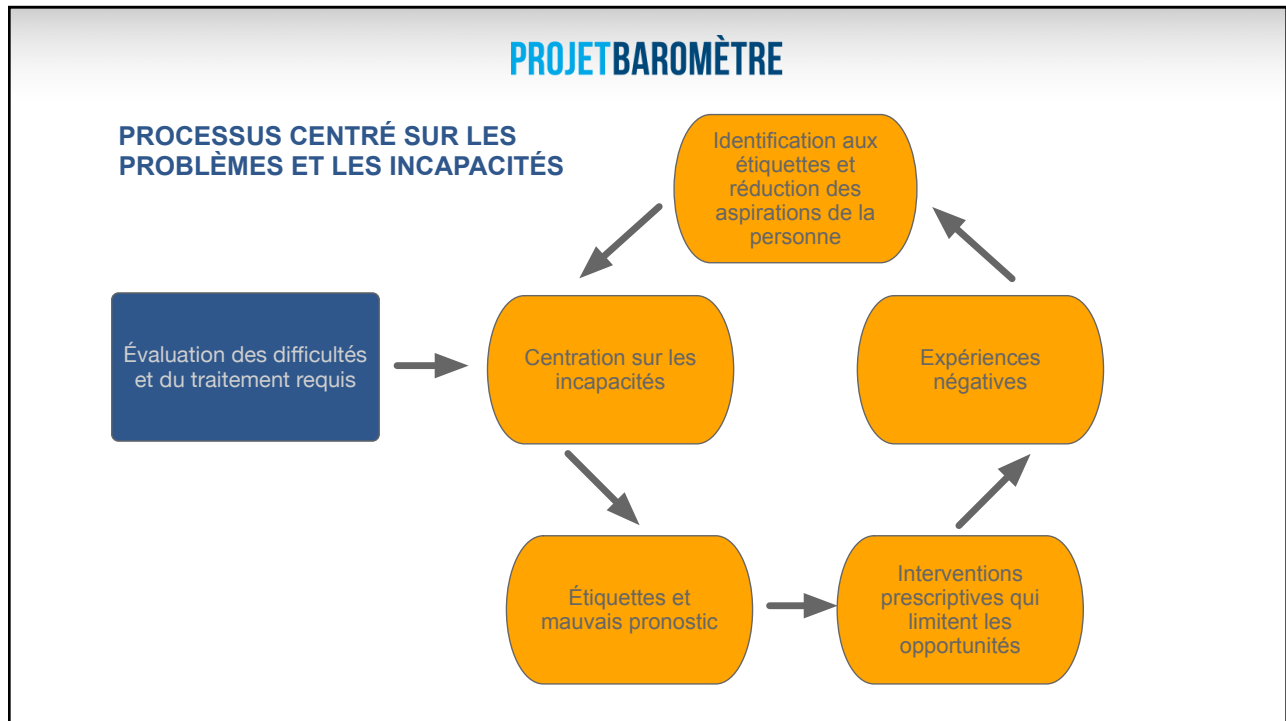 PROJETBAROMÈTRE
PROCESSUS CENTRÉ SUR LES
PROBLÈMES ET LES INCAPACITÉS
Identification aux
étiquettes et
réduction des
aspirations de la
personne
Évaluation des difficultés
et du traitement requis
Centration sur les
incapacités
Expériences
négatives
Étiquettes et
mauvais pronostic
Interventions
prescriptives qui
limitent les
opportunités